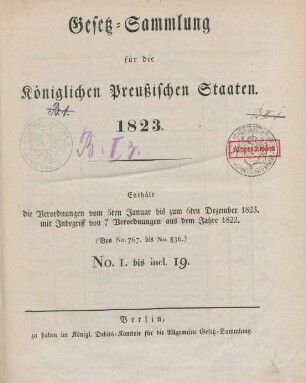 Gesetz-Sammlung
für die
Königlichen Preußischen Staaten.
1823.
Enthält
die Verordnungen vom 5ten Januar bis zum 6ten Dezember 1823,
mit Inbegriff von 7 Verordnungen aus dem Jahre 1822.
(Von No. 767. bis No. 836.)
No. 1. bis incl. 19.
Berlin,
zu haben im Königl. Debits-Komtoir für die Allgemeine Gesetz-Sammlung.